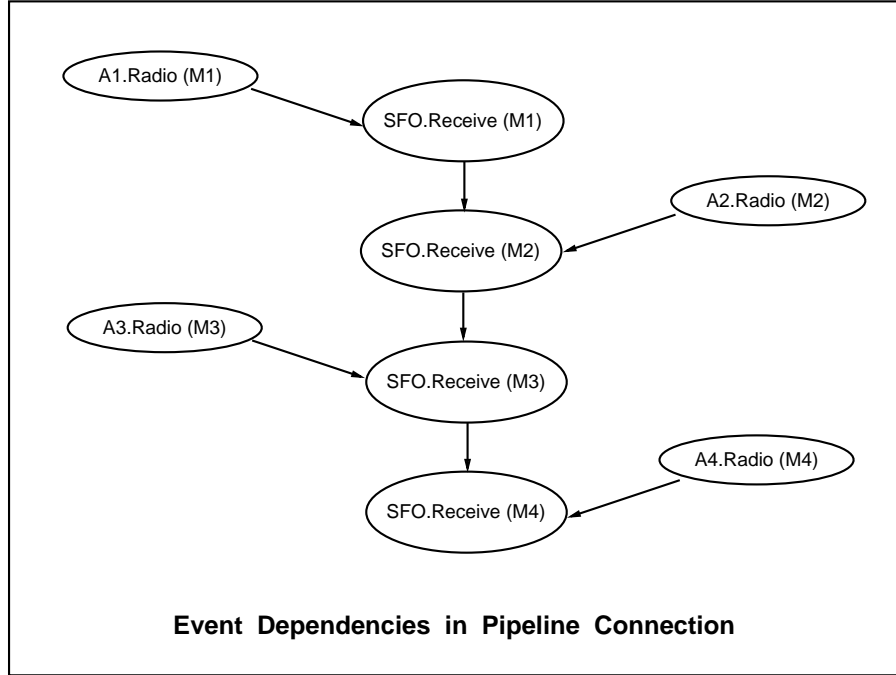 A1.Radio (M1)
SFO.Receive (M1)
A2.Radio (M2)
SFO.Receive (M2)
A3.Radio (M3)
SFO.Receive (M3)
A4.Radio (M4)
SFO.Receive (M4)
Event Dependencies in Pipeline Connection